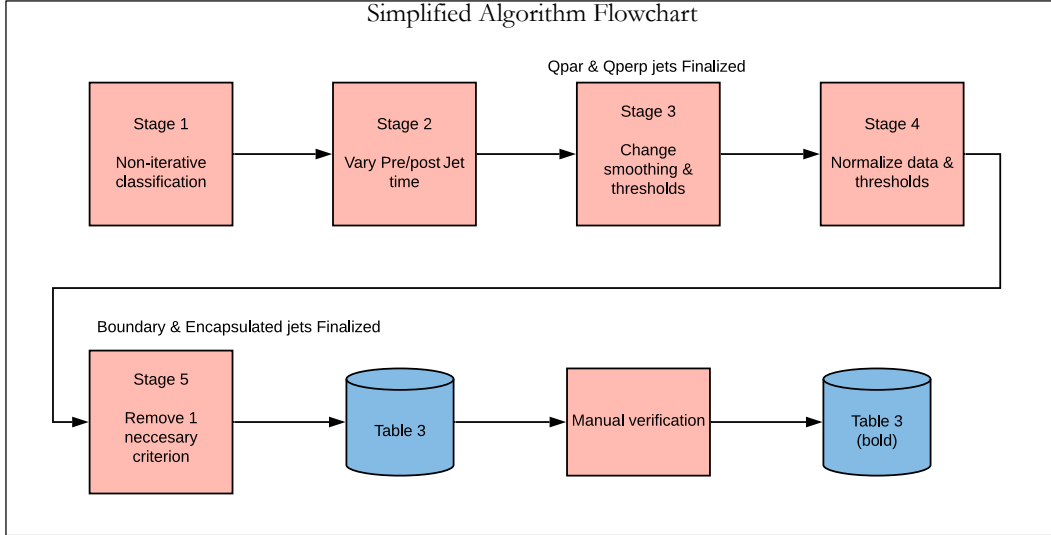 Simplified Algorithm Flowchart
Qpar & Qperp jets Finalized
Stage 1
Non-iterative
classification
Stage 2
Vary Pre/post Jet
time
Stage 3
Change
smoothing &
thresholds
Stage 4
Normalize data &
thresholds
Boundary & Encapsulated jets Finalized
Stage 5
Remove 1
neccesary
criterion
Table 3
Manual verification
Table 3
(bold)